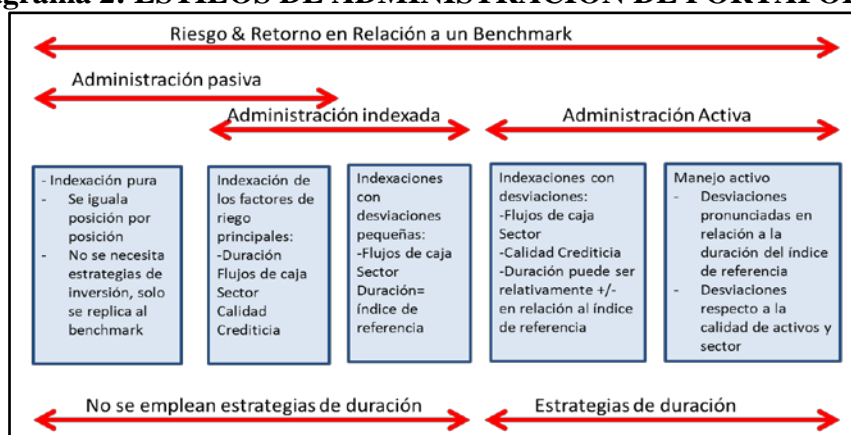 Riesgo & Retorno en Relación a un Benchmark
Administración pasiva
Administración indexada
Administración Activa
- Indexación pura
- Se iguala
posición por
posición
- No se necesita
estrategias de
inversión, solo
se replica al
benchmark
Indexación de
los factores de
riego
principales:
-Duración
Flujos de caja
Sector
Calidad
Crediticia
Indexaciones
con
desviaciones
pequeñas:
-Flujos de caja
Sector
Duración=
índice de
referencia
Indexaciones con
desviaciones:
-Flujos de caja
Sector
-Calidad Crediticia
-Duración puede ser
relativamente +/-
en relación al índice
de referencia
Manejo activo
- Desviaciones
pronunciadas en
relación a la
duración del índice
de referencia
- Desviaciones
respecto a la
calidad de activos y
sector
No se emplean estrategias de duración
Estrategias de duración